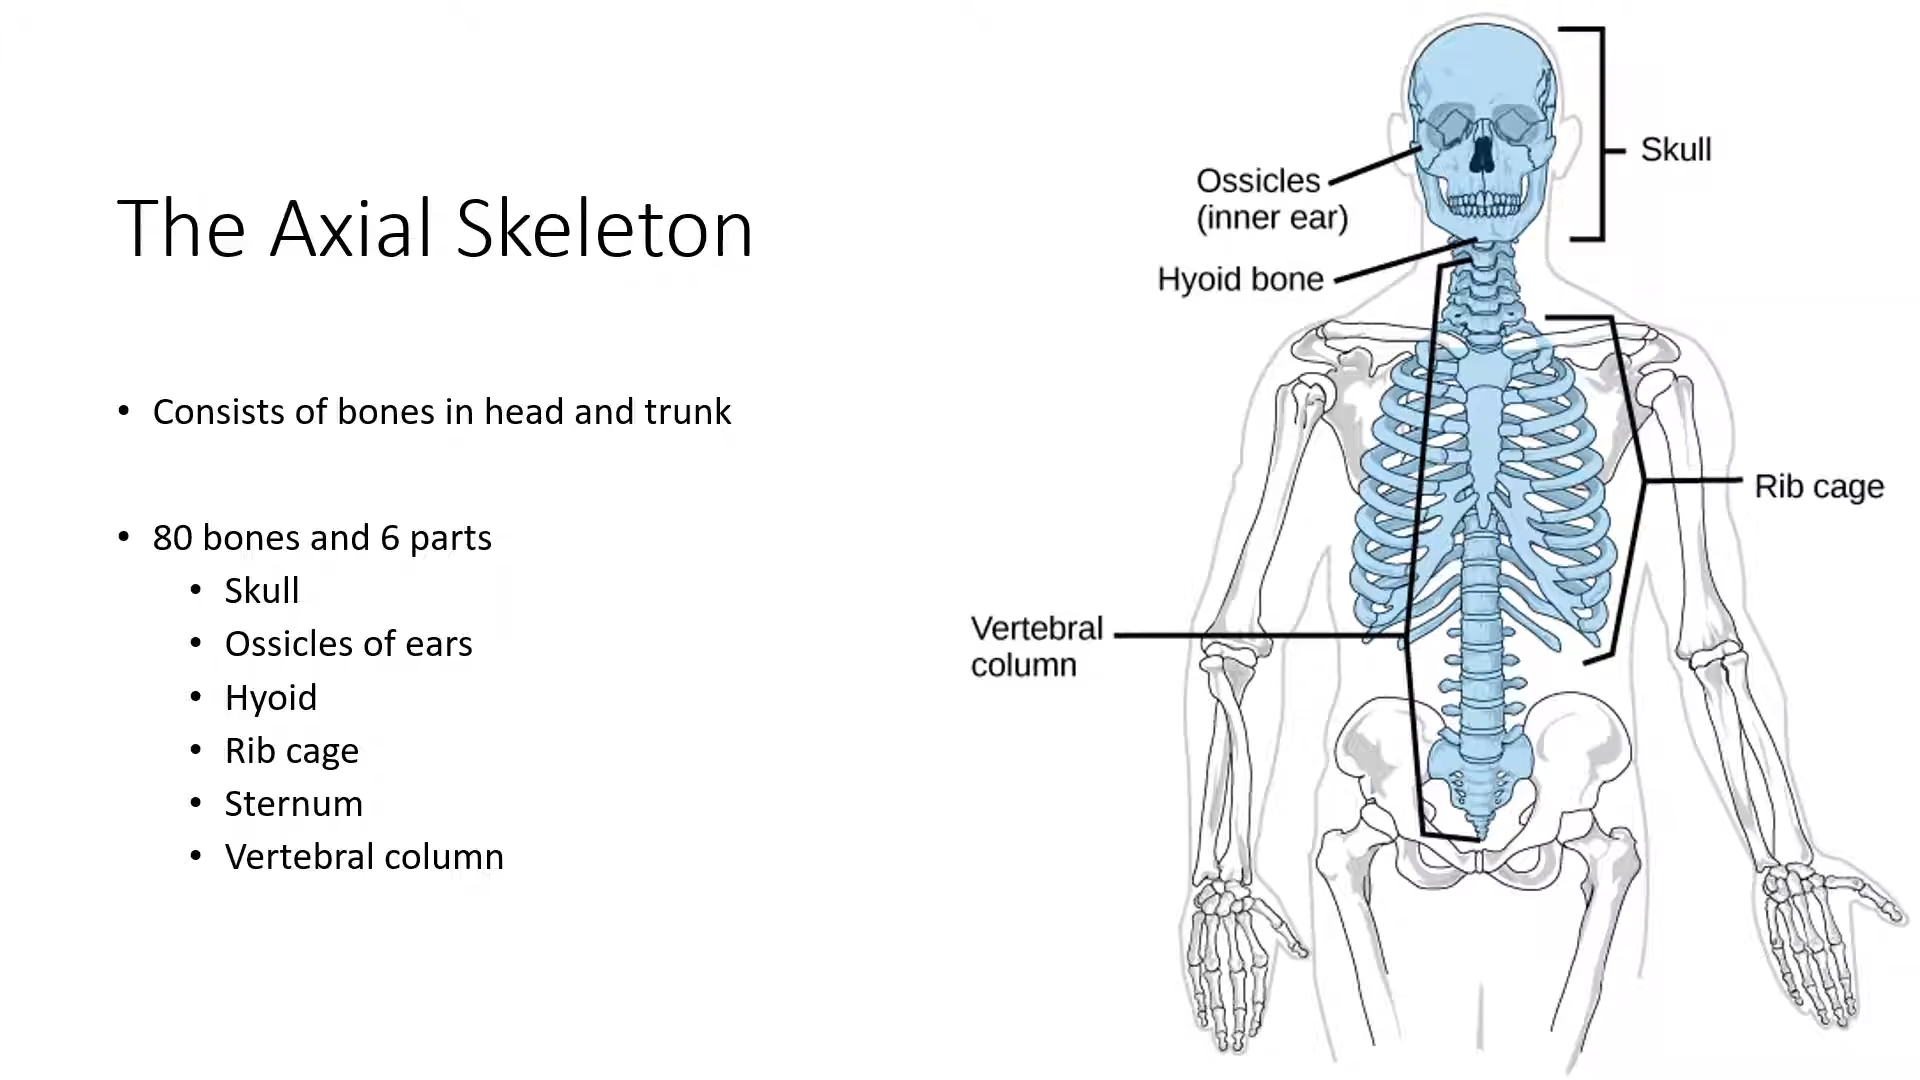 The Axial Skeleton
• Consists of bones in head and trunk
• 80 bones and 6 parts
• Skull
• Ossicles of ears
• Hyoid
• Rib cage
• Sternum
• Vertebral column
Skull
Ossicles
(inner ear)
Hyoid bone
Rib cage
Vertebral
column